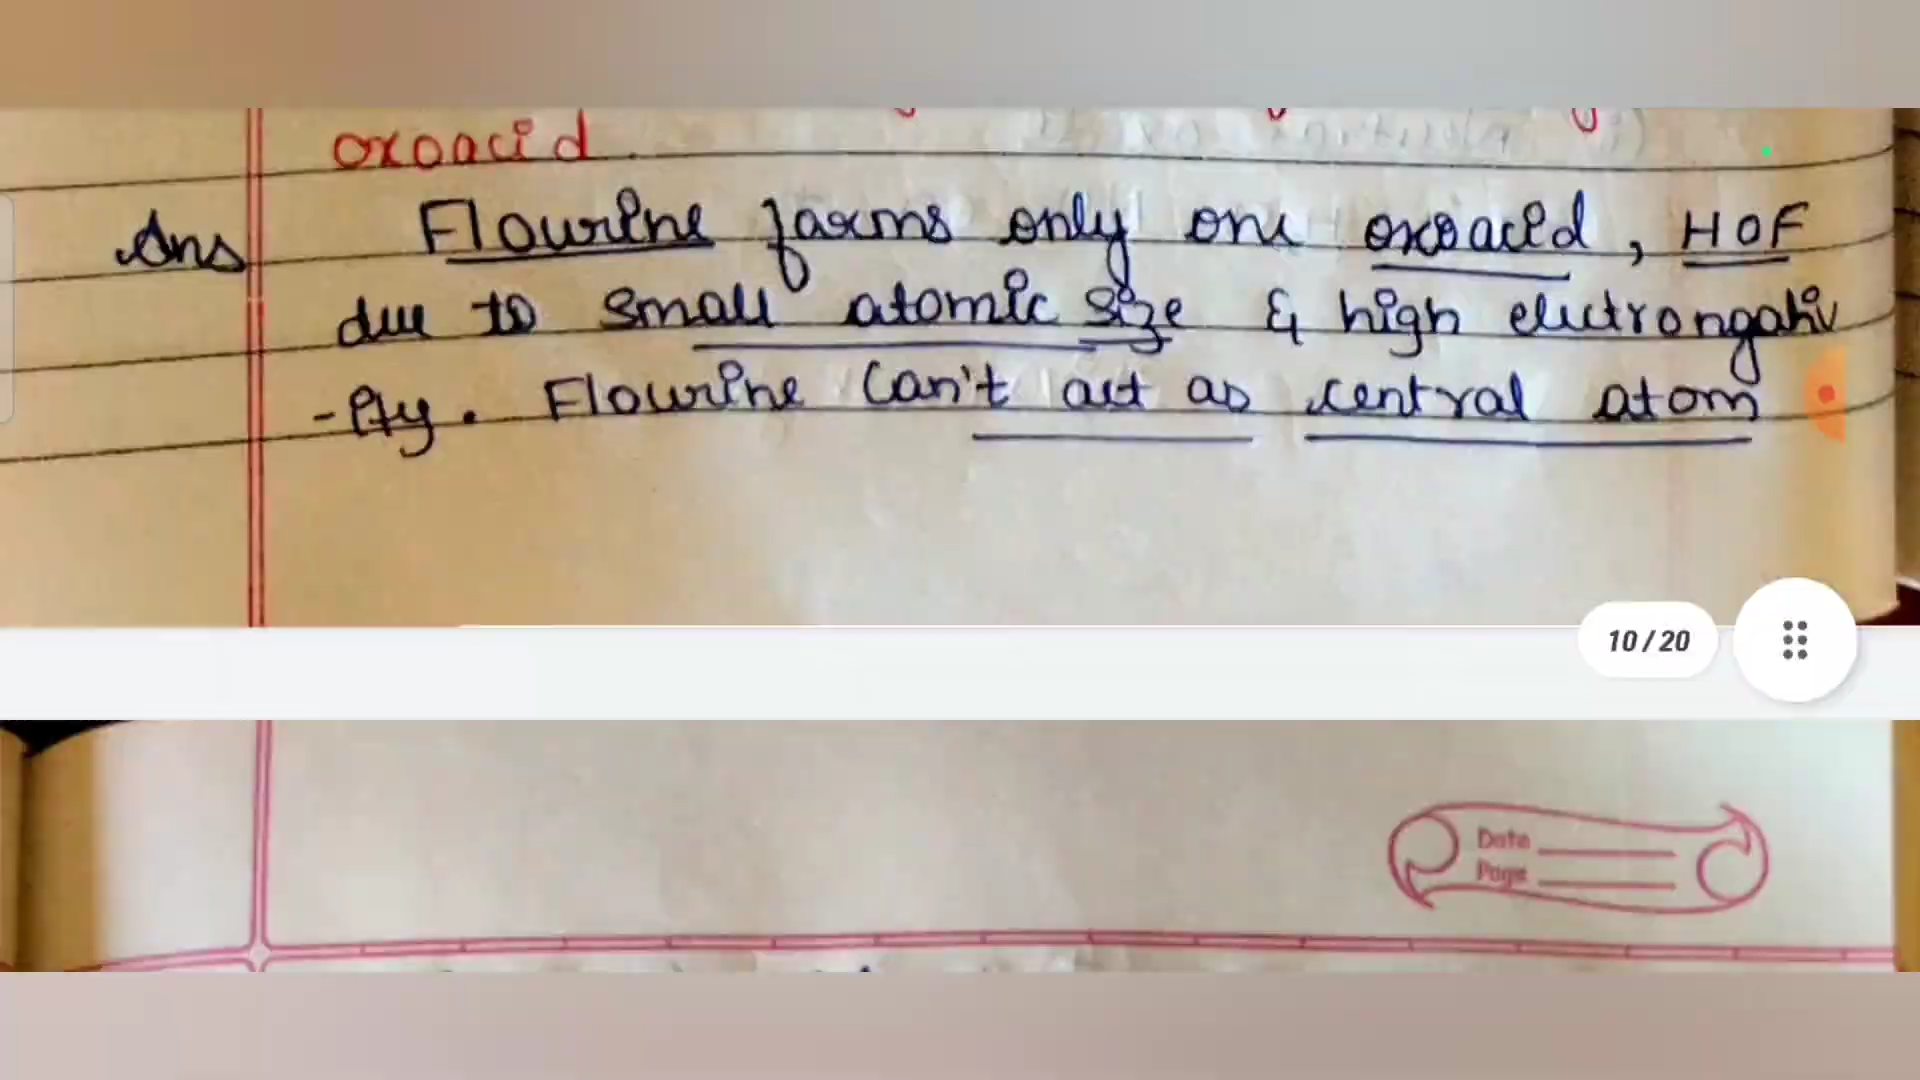 oxoacid.
Ans Flourine forms only one oxoacid, HOF
due to small atomic size & high electrongativ
-ity. Flourine can't act as central atom
10/20
Date
Page